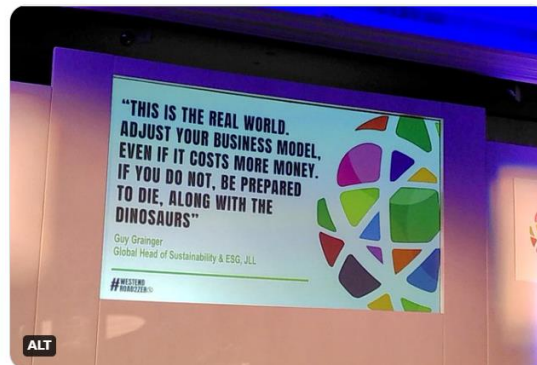 “THIS IS THE REAL WORLD.
ADJUST YOUR BUSINESS MODEL,
EVEN IF IT COSTS MORE MONEY.
IF YOU DO NOT, BE PREPARED
TO DIE, ALONG WITH THE
DINOSAURS”
Guy Grainger
Global Head of Sustainability & ESG, JLL
#WESTEND
ROAD2ZERO
ALT